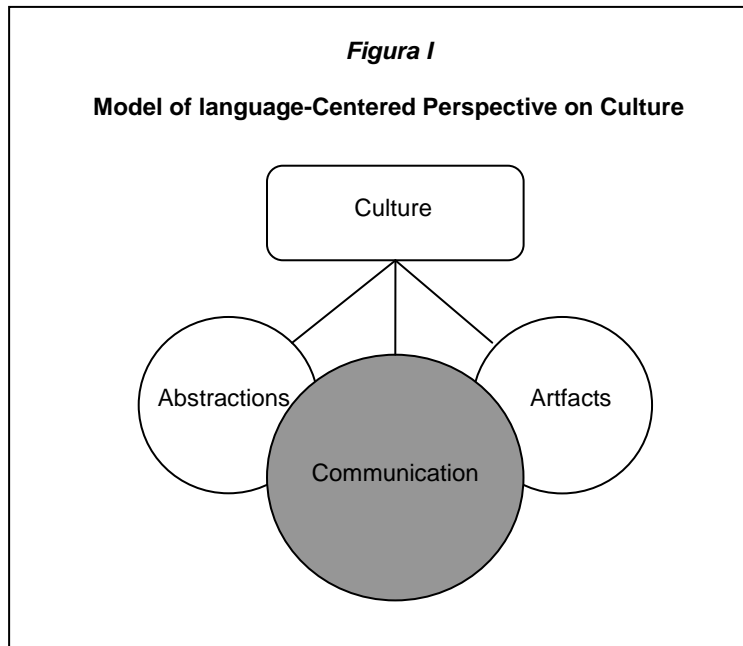 Figura I
Model of language-Centered Perspective on Culture
Culture
Abstractions
Artfacts
Communication